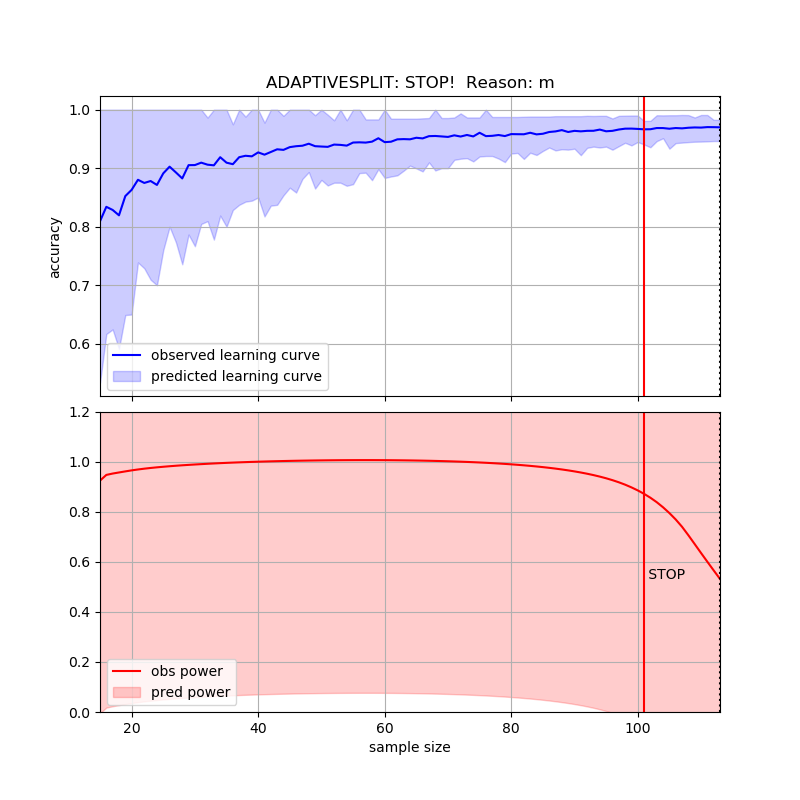 ADAPTIVESPLIT: STOP!  Reason: m
1.0
0.9
0.8
0.7
0.6
accuracy
observed learning curve
predicted learning curve
1.2
1.0
0.8
0.6
0.4
0.2
0.0
STOP
obs power
pred power
20 40 60 80 100
sample size